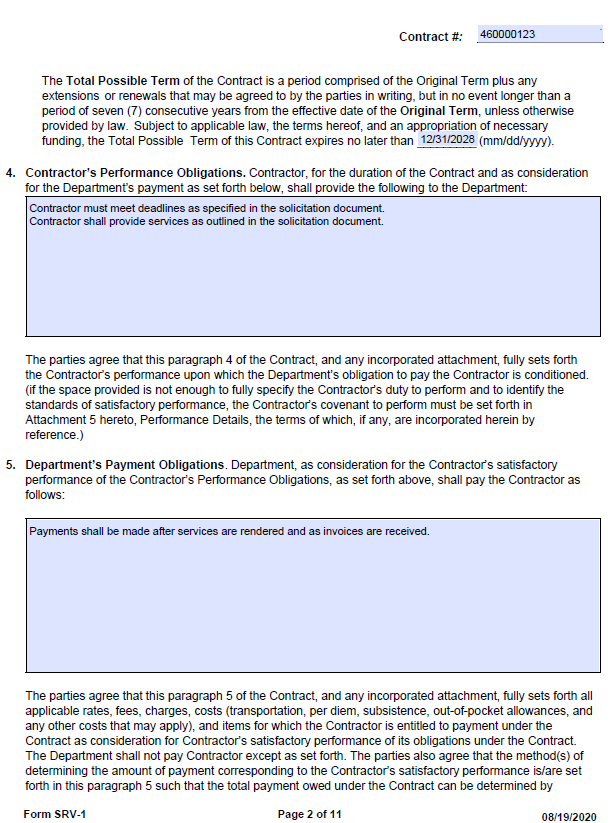 Contract #: 460000123
The Total Possible Term of the Contract is a period comprised of the Original Term plus any
extensions or renewals that may be agreed to by the parties in writing, but in no event longer than a
period of seven (7) consecutive years from the effective date of the Original Term, unless otherwise
provided by law. Subject to applicable law, the terms hereof, and an appropriation of necessary
funding, the Total Possible Term of this Contract expires no later than 12/31/2028 (mm/dd/yyyy).
4. Contractor's Performance Obligations. Contractor, for the duration of the Contract and as consideration
for the Department's payment as set forth below, shall provide the following to the Department:
Contractor must meet deadlines as specified in the solicitation document.
Contractor shall provide services as outlined in the solicitation document.
The parties agree that this paragraph 4 of the Contract, and any incorporated attachment, fully sets forth
the Contractor's performance upon which the Department's obligation to pay the Contractor is conditioned.
(if the space provided is not enough to fully specify the Contractor's duty to perform and to identify the
standards of satisfactory performance, the Contractor's covenant to perform must be set forth in
Attachment 5 hereto, Performance Details, the terms of which, if any, are incorporated herein by
reference.)
5. Department's Payment Obligations. Department, as consideration for the Contractor's satisfactory
performance of the Contractor's Performance Obligations, as set forth above, shall pay the Contractor as
follows:
Payments shall be made after services are rendered and as invoices are received.
The parties agree that this paragraph 5 of the Contract, and any incorporated attachment, fully sets forth all
applicable rates, fees, charges, costs (transportation, per diem, subsistence, out-of-pocket allowances, and
any other costs that may apply), and items for which the Contractor is entitled to payment under the
Contract as consideration for Contractor's satisfactory performance of its obligations under the Contract.
The Department shall not pay Contractor except as set forth. The parties also agree that the method(s) of
determining the amount of payment corresponding to the Contractor's satisfactory performance is/are set
forth in this paragraph 5 such that the total payment owed under the Contract can be determined by
Form SRV-1 Page 2 of 11 08/19/2020